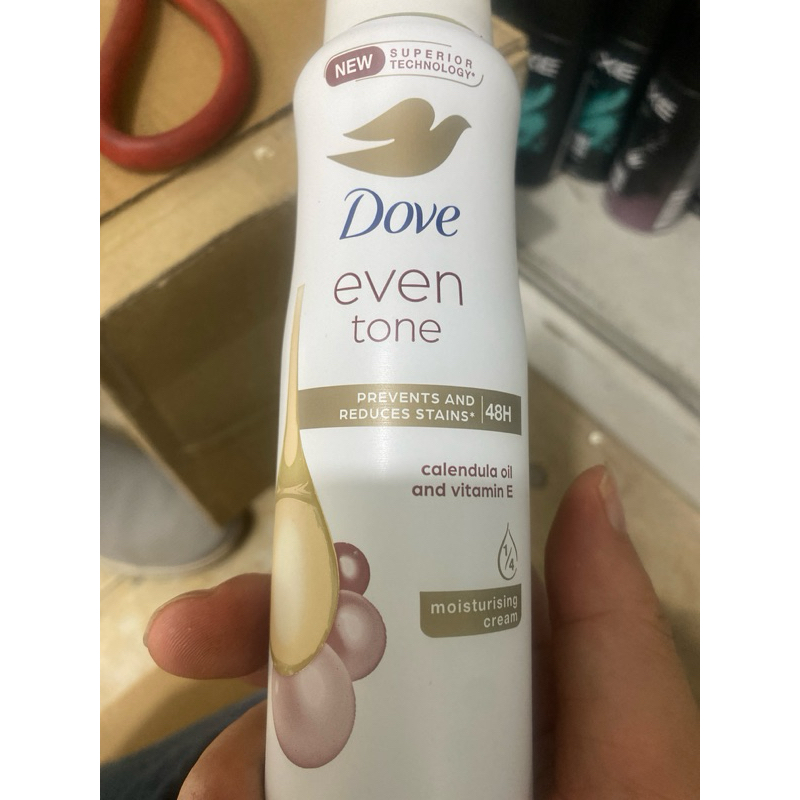 NEW SUPERIOR
TECHNOLOGY*
Dove
even
tone
PREVENTS AND
REDUCES STAINS* 48H
calendula oil
and vitamin E
1/4
moisturising
cream